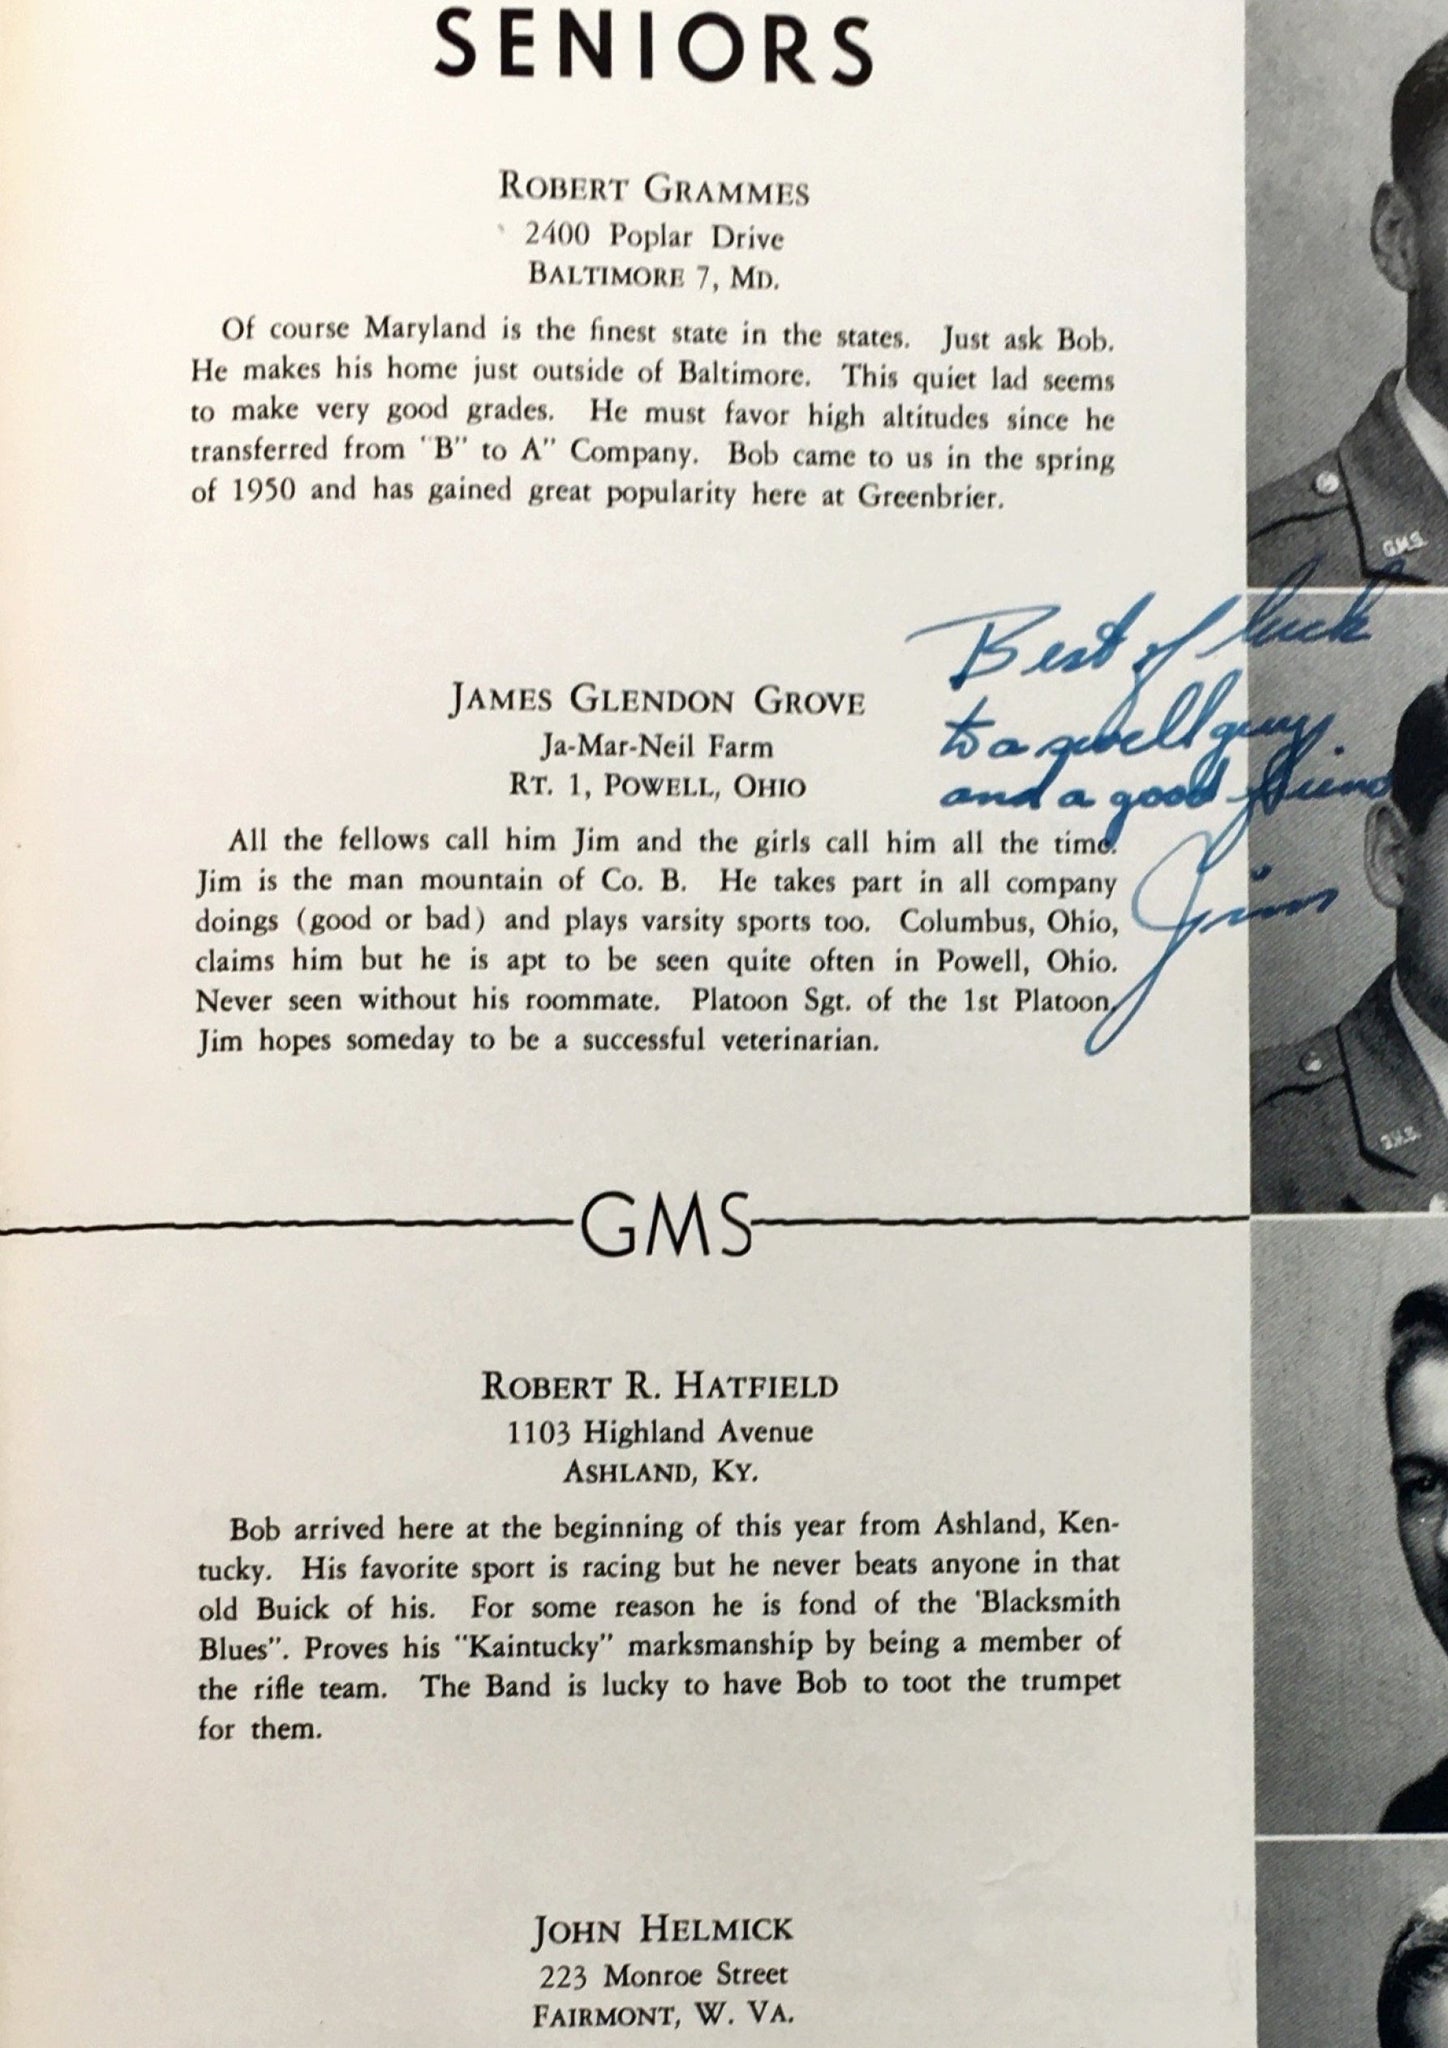 SENIORS
ROBERT GRAMMES
2400 Poplar Drive
BALTIMORE 7, MD.
Of course Maryland is the finest state in the states. Just ask Bob.
He makes his home just outside of Baltimore. This quiet lad seems
to make very good grades. He must favor high altitudes since he
transferred from "B" to A" Company. Bob came to us in the spring
of 1950 and has gained great popularity here at Greenbrier.
G.M.S.
Best of luck
to a swell guy
and a good friend.
Jim
JAMES GLENDON GROVE
Ja-Mar-Neil Farm
RT. 1, POWELL, OHIO
All the fellows call him Jim and the girls call him all the time.
Jim is the man mountain of Co. B. He takes part in all company
doings (good or bad) and plays varsity sports too. Columbus, Ohio,
claims him but he is apt to be seen quite often in Powell, Ohio.
Never seen without his roommate. Platoon Sgt. of the 1st Platoon,
Jim hopes someday to be a successful veterinarian.
G.M.S.
GMS
ROBERT R. HATFIELD
1103 Highland Avenue
ASHLAND, KY.
Bob arrived here at the beginning of this year from Ashland, Ken-
tucky. His favorite sport is racing but he never beats anyone in that
old Buick of his. For some reason he is fond of the 'Blacksmith
Blues". Proves his "Kaintucky" marksmanship by being a member of
the rifle team. The Band is lucky to have Bob to toot the trumpet
for them.
JOHN HELMICK
223 Monroe Street
FAIRMONT, W. VA.